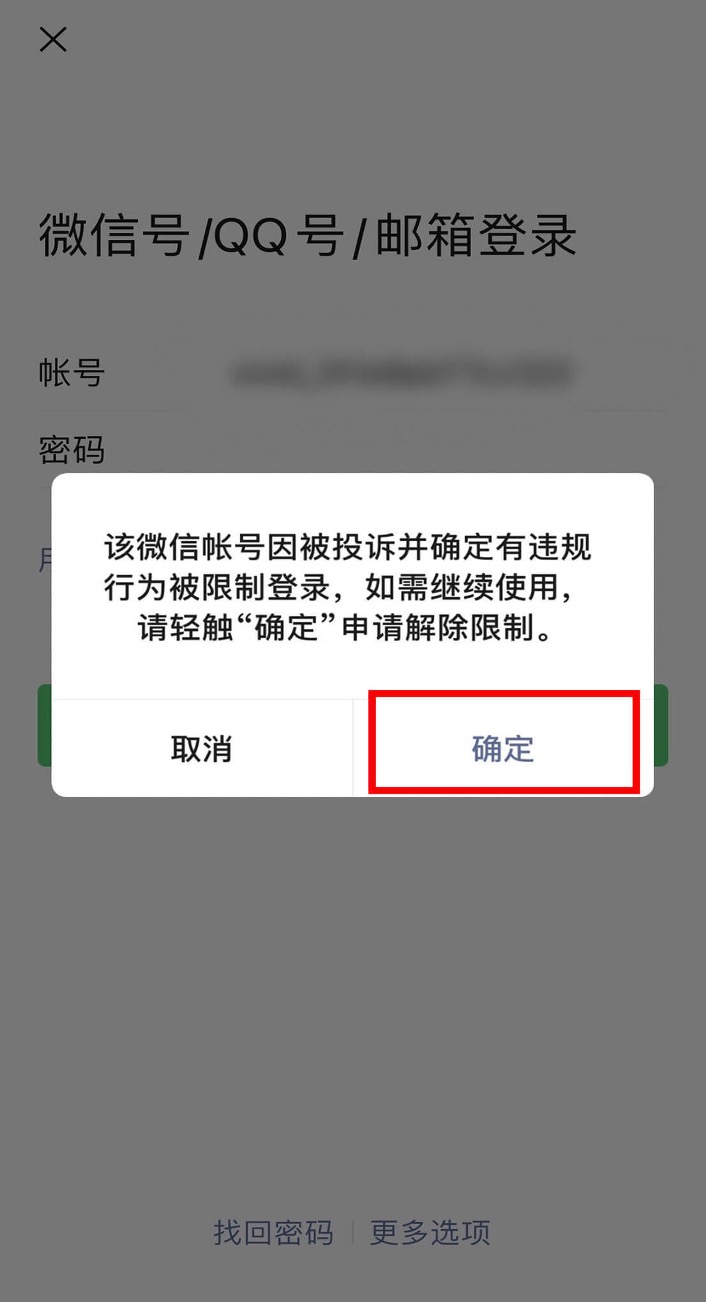 微信号/QQ号/邮箱登录
帐号
密码
该微信帐号因被投诉并确定有违规
行为被限制登录，如需继续使用，
请轻触“确定”申请解除限制。
取消
确定
找回密码
更多选项